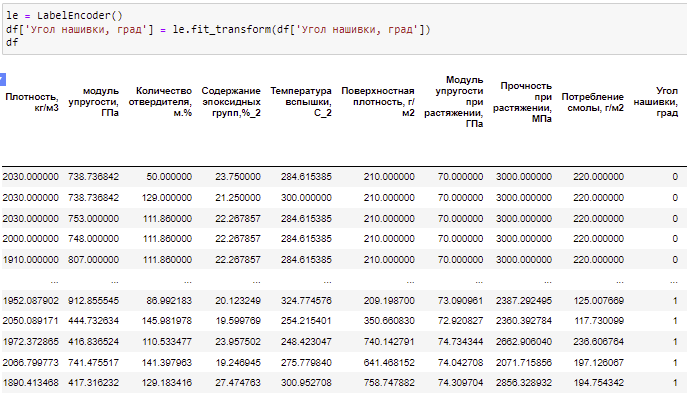 le = LabelEncoder()
df['Угол нашивки, град'] = le.fit_transform(df['Угол нашивки, град'])
df
Плотность, кг/м3 модуль упругости, ГПа Количество отвердителя, м.% Содержание эпоксидных групп,%_2 Температура вспышки, С_2 Поверхностная плотность, г/м2 Модуль упругости при растяжении, ГПа Прочность при растяжении, МПа Потребление смолы, г/м2 Угол нашивки, град
2030.000000 738.736842 50.000000 23.750000 284.615385 210.000000 70.000000 3000.000000 220.000000 0
2030.000000 738.736842 129.000000 21.250000 300.000000 210.000000 70.000000 3000.000000 220.000000 0
2030.000000 753.000000 111.860000 22.267857 284.615385 210.000000 70.000000 3000.000000 220.000000 0
2000.000000 748.000000 111.860000 22.267857 284.615385 210.000000 70.000000 3000.000000 220.000000 0
1910.000000 807.000000 111.860000 22.267857 284.615385 210.000000 70.000000 3000.000000 220.000000 0
... ... ... ... ... ... ... ... ... ...
1952.087902 912.855545 86.992183 20.123249 324.774576 209.198700 73.090961 2387.292495 125.007669 1
2050.089171 444.732634 145.981978 19.599769 254.215401 350.660830 72.920827 2360.392784 117.730099 1
1972.372865 416.836524 110.533477 23.957502 248.423047 740.142791 74.734344 2662.906040 236.606764 1
2066.799773 741.475517 141.397963 19.246945 275.779840 641.468152 74.042708 2071.715856 197.126067 1
1890.413468 417.316232 129.183416 27.474763 300.952708 758.747882 74.309704 2856.328932 194.754342 1